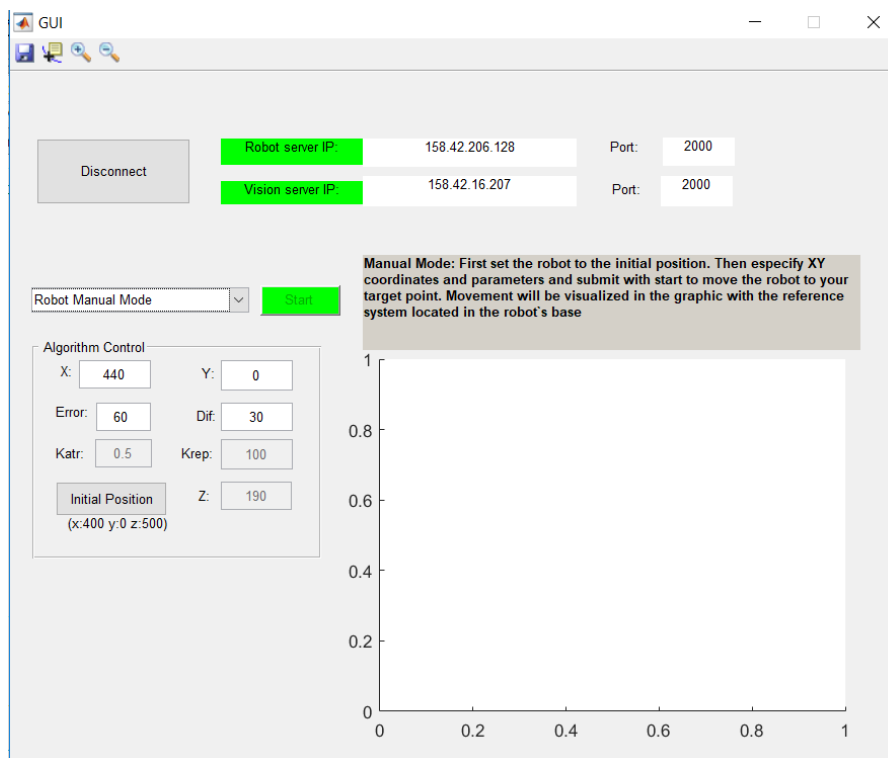 GUI
Disconnect
Robot server IP:
158.42.206.128
Port:
2000
Vision server IP:
158.42.16.207
Port:
2000
Robot Manual Mode
Start
Manual Mode: First set the robot to the initial position. Then especify XY
coordinates and parameters and submit with start to move the robot to your
target point. Movement will be visualized in the graphic with the reference
system located in the robot`s base
Algorithm Control
X:
440
Y:
0
Error:
60
Dif:
30
Katr:
0.5
Krep:
100
Initial Position
Z:
190
(x:400 y:0 z:500)
1
0.8
0.6
0.4
0.2
0
0
0.2
0.4
0.6
0.8
1